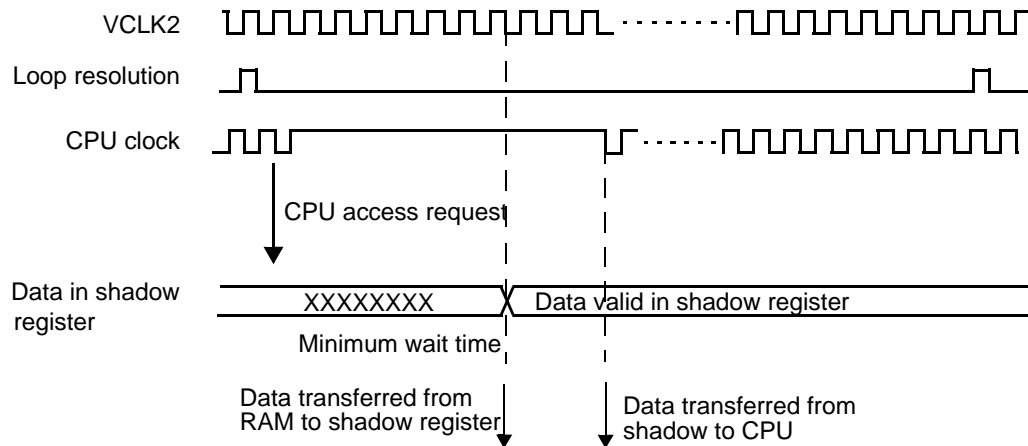 VCLK2
Loop resolution
CPU clock
CPU access request
Data in shadow
register
XXXXXXXX
Data valid in shadow register
Minimum wait time
Data transferred from
RAM to shadow register
Data transferred from
shadow to CPU